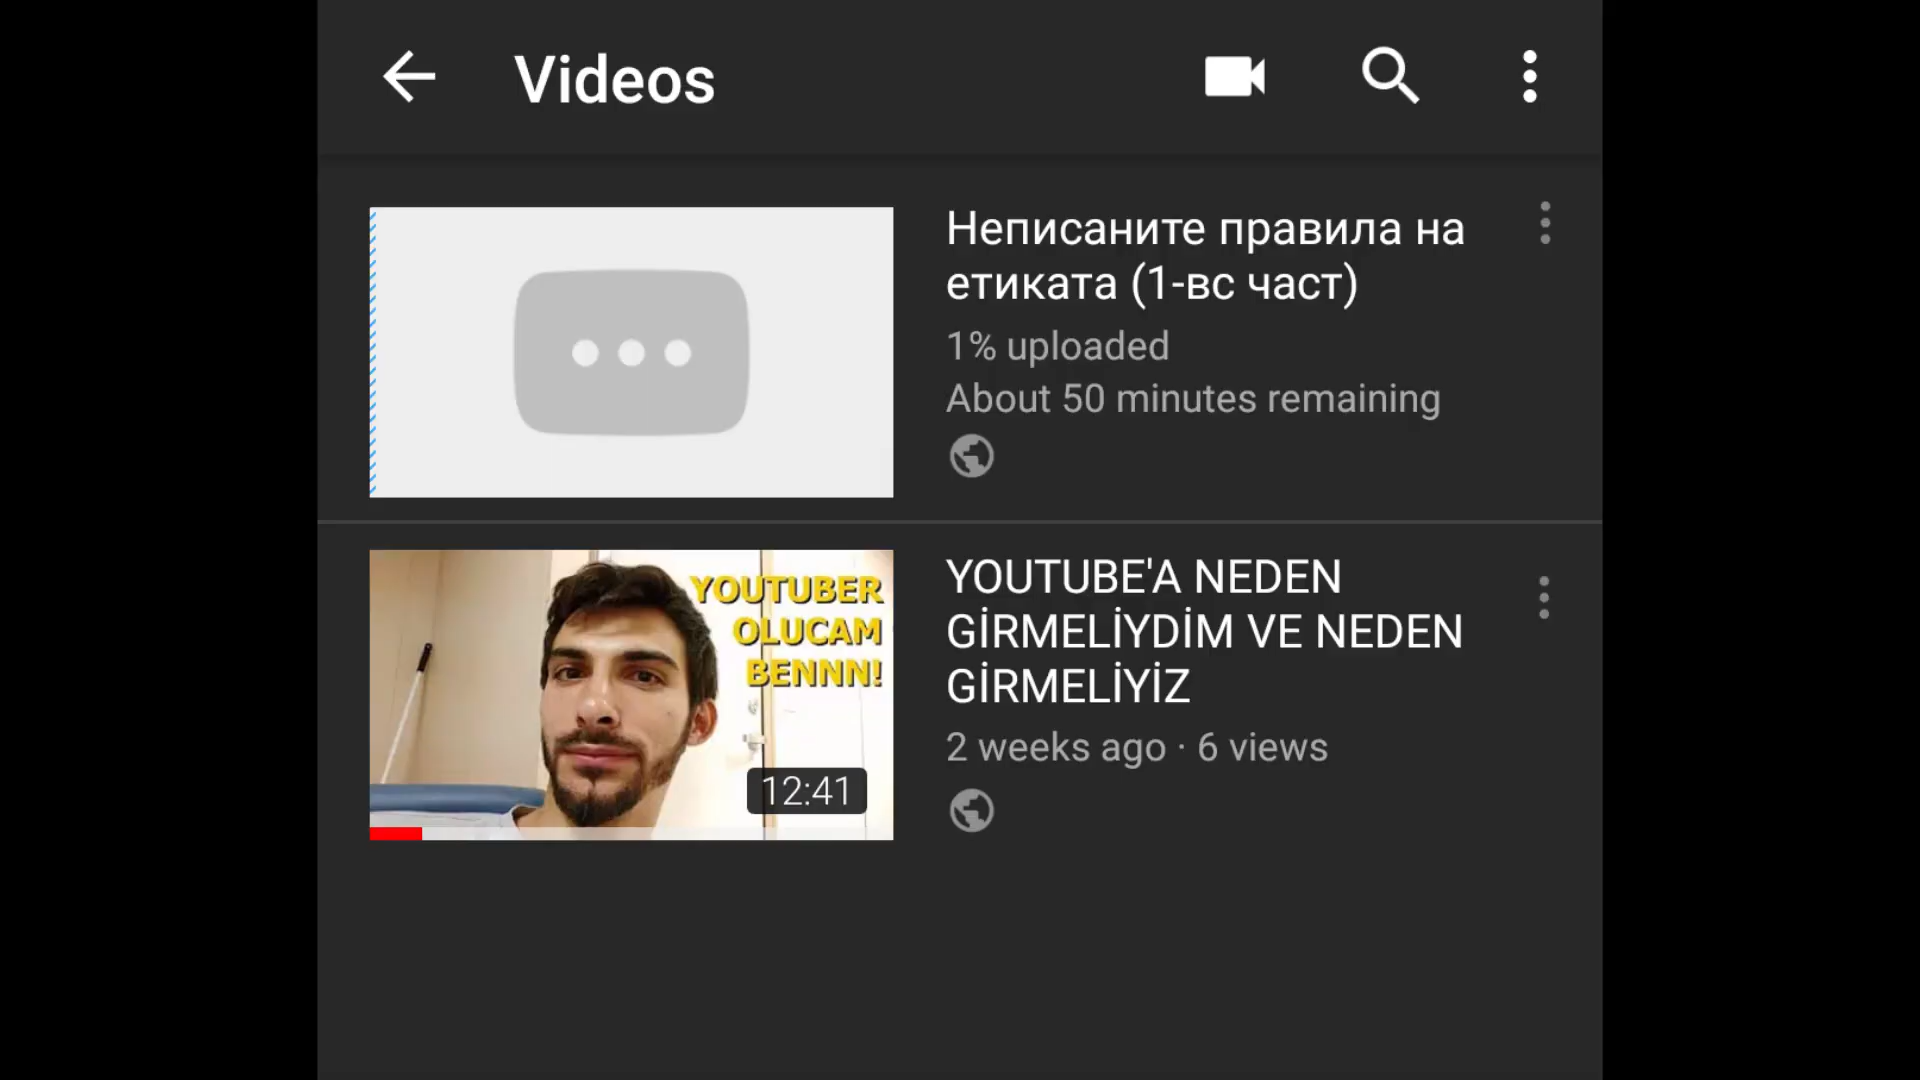 Videos
Неписаните правила на
етиката (1-вс част)
1% uploaded
About 50 minutes remaining
YOUTUBER
OLUCAM
BENNN!
12:41
YOUTUBE'A NEDEN
GİRMELİYDİM VE NEDEN
GİRMELİYİZ
2 weeks ago · 6 views